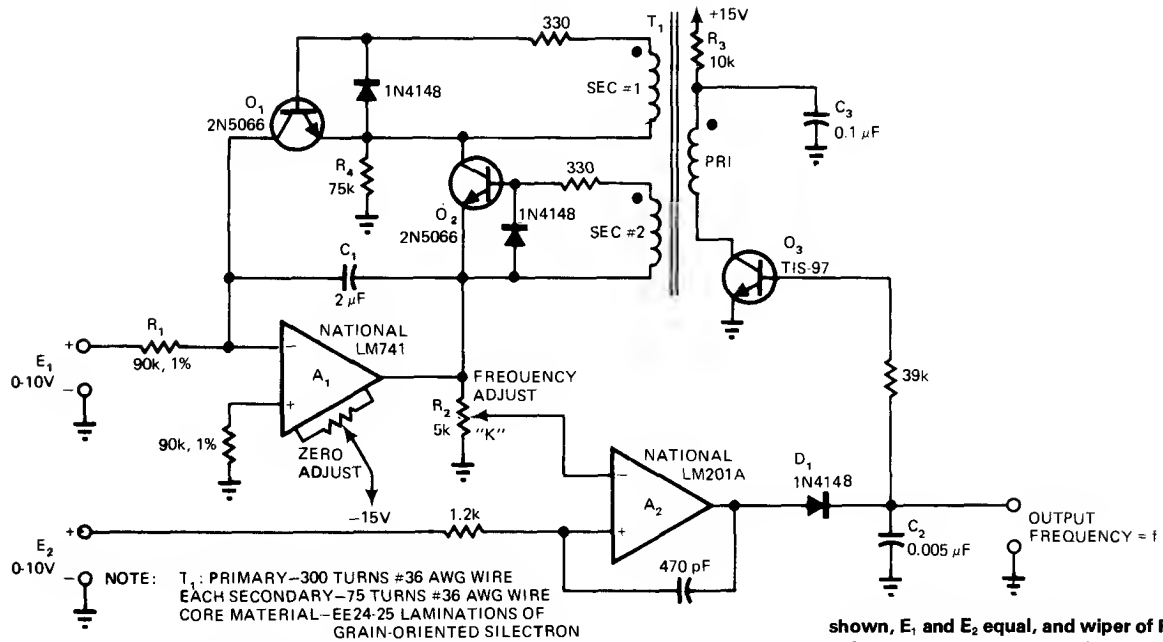 330
T1
+15V
R3
10k
1N4148
SEC #1
O1
2N5066
C3
0.1 µF
R4
75k
330
PRI
1N4148
O2
2N5066
SEC #2
O3
TIS-97
C1
2 µF
NATIONAL
LM741
R1
90k, 1%
−
A1
+
E1
0-10V
+
−
FREQUENCY
ADJUST
R2
5k
"K"
39k
90k, 1%
ZERO
ADJUST
−15V
NATIONAL
LM201A
−
A2
+
D1
1N4148
1.2k
E2
0-10V
+
−
470 pF
C2
0.005 µF
OUTPUT
FREQUENCY = f
NOTE: T1: PRIMARY–300 TURNS #36 AWG WIRE
EACH SECONDARY–75 TURNS #36 AWG WIRE
CORE MATERIAL–EE24-25 LAMINATIONS OF
GRAIN-ORIENTED SILECTRON
shown, E1 and E2 equal, and wiper of